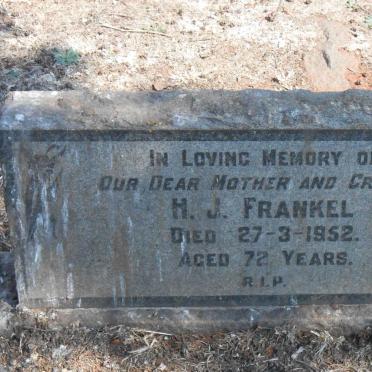 IN LOVING MEMORY OF
OUR DEAR MOTHER AND
H. J. FRANKEL
DIED 27-3-1952.
AGED 72 YEARS.
R.I.P.